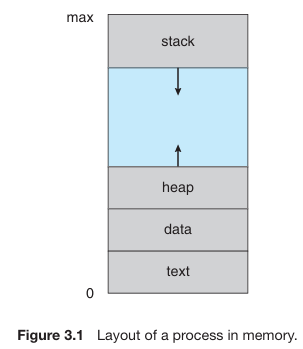 max
stack
heap
data
text
0
Figure 3.1 Layout of a process in memory.